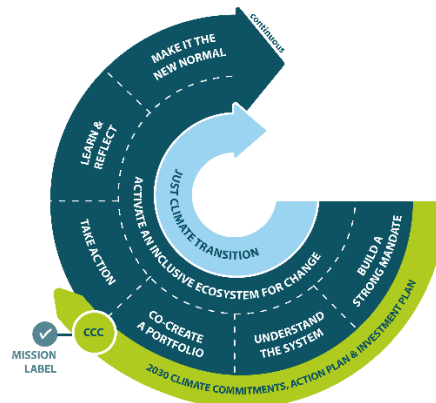 continuous
MAKE IT THE
NEW NORMAL
LEARN &
REFLECT
TAKE ACTION
CO-CREATE
A PORTFOLIO
UNDERSTAND
THE SYSTEM
BUILD A
STRONG MANDATE
ACTIVATE AN INCLUSIVE ECOSYSTEM FOR CHANGE
JUST CLIMATE TRANSITION
CCC
MISSION
LABEL
2030 CLIMATE COMMITMENTS, ACTION PLAN & INVESTMENT PLAN